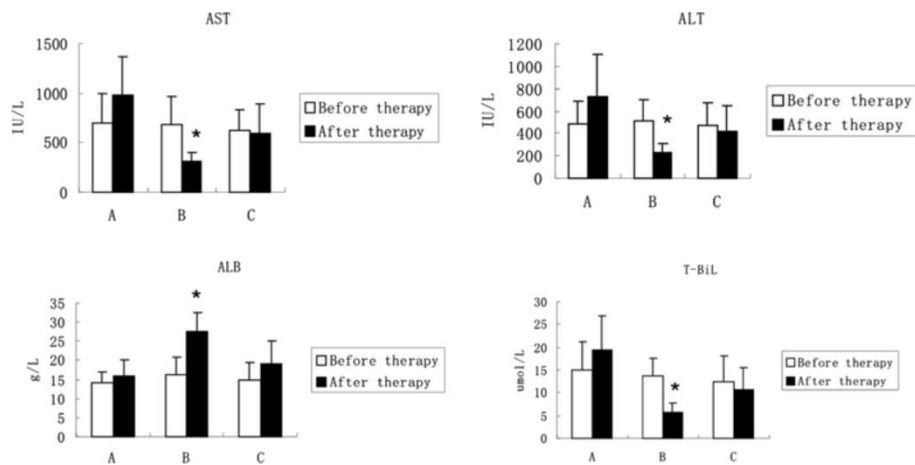 AST
1500
1000
500
0
IU/L
*
A
B
C
Before therapy
After therapy
ALT
1200
1000
800
600
400
200
0
IU/L
*
A
B
C
Before therapy
After therapy
ALB
35
30
25
20
15
10
5
0
g/L
*
A
B
C
Before therapy
After therapy
T-BiL
30
25
20
15
10
5
0
umol/L
*
A
B
C
Before therapy
After therapy